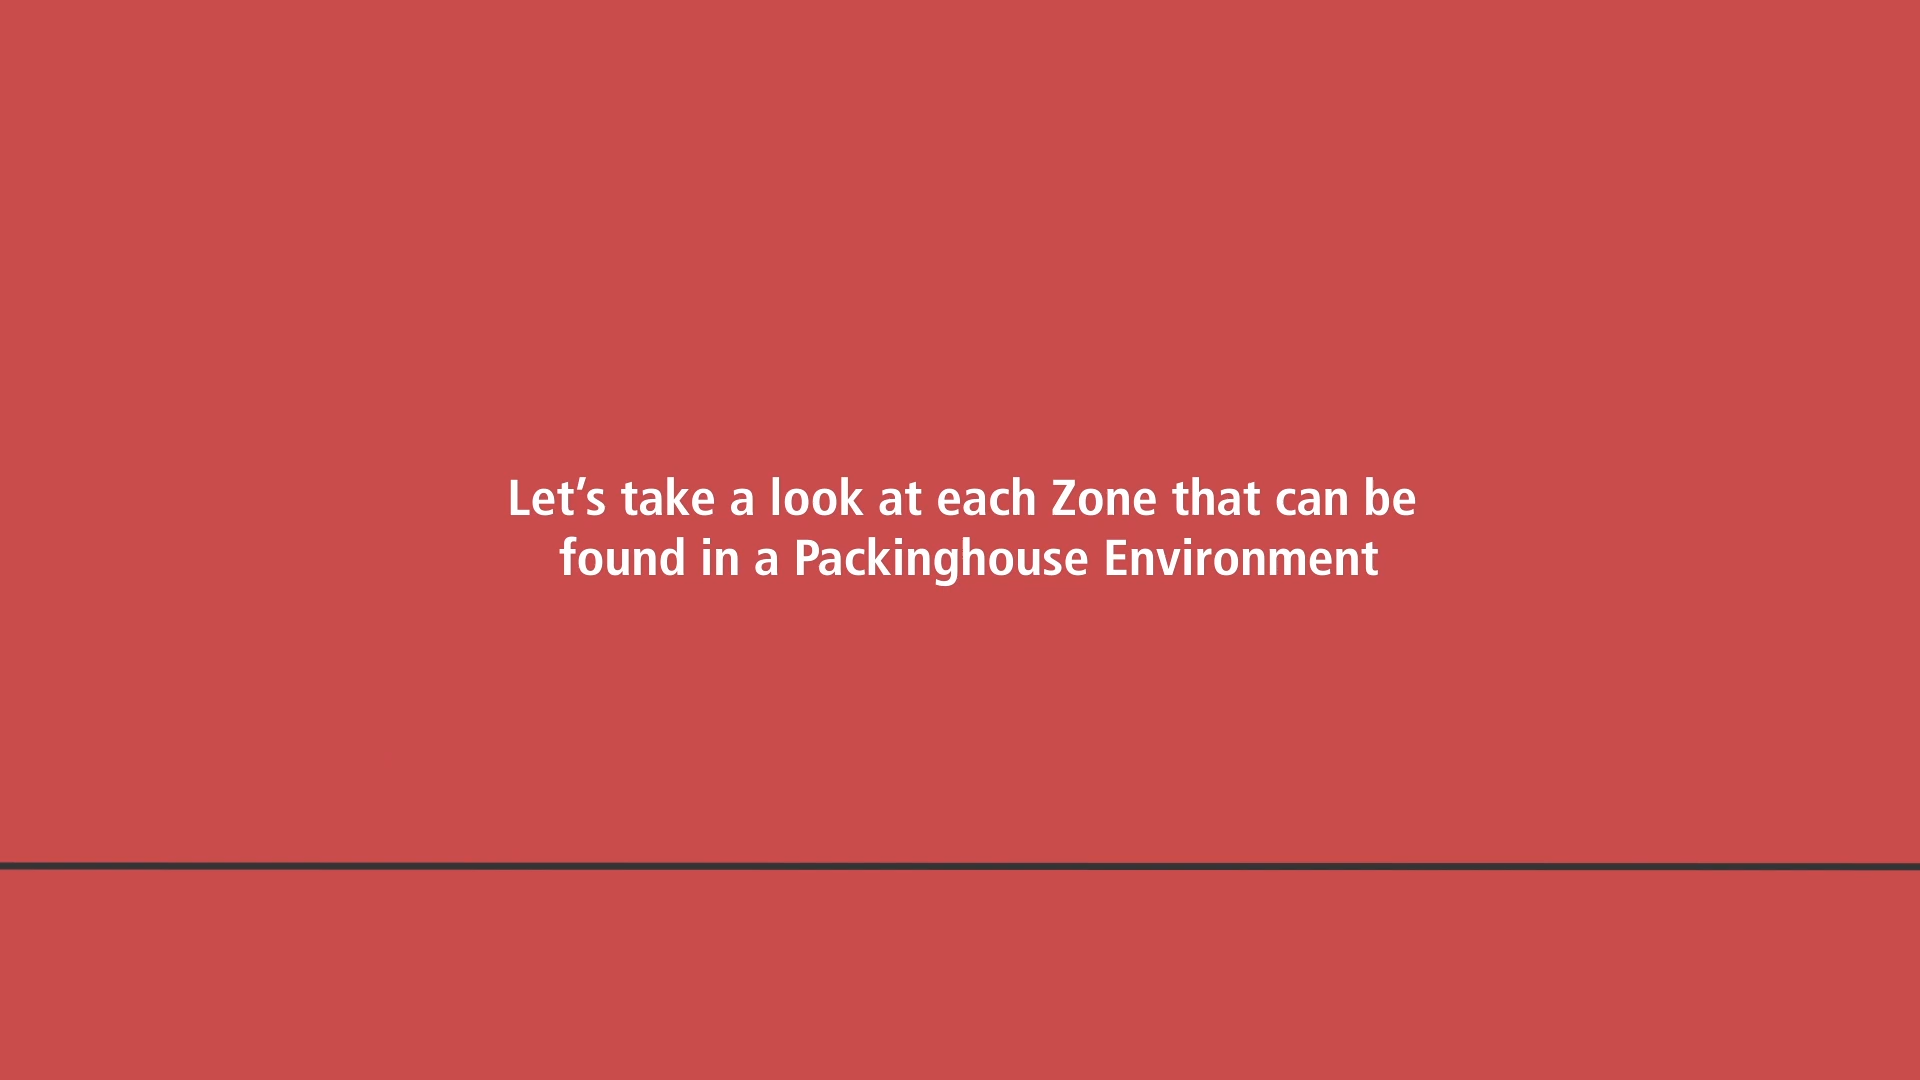 Let’s take a look at each Zone that can be
found in a Packinghouse Environment